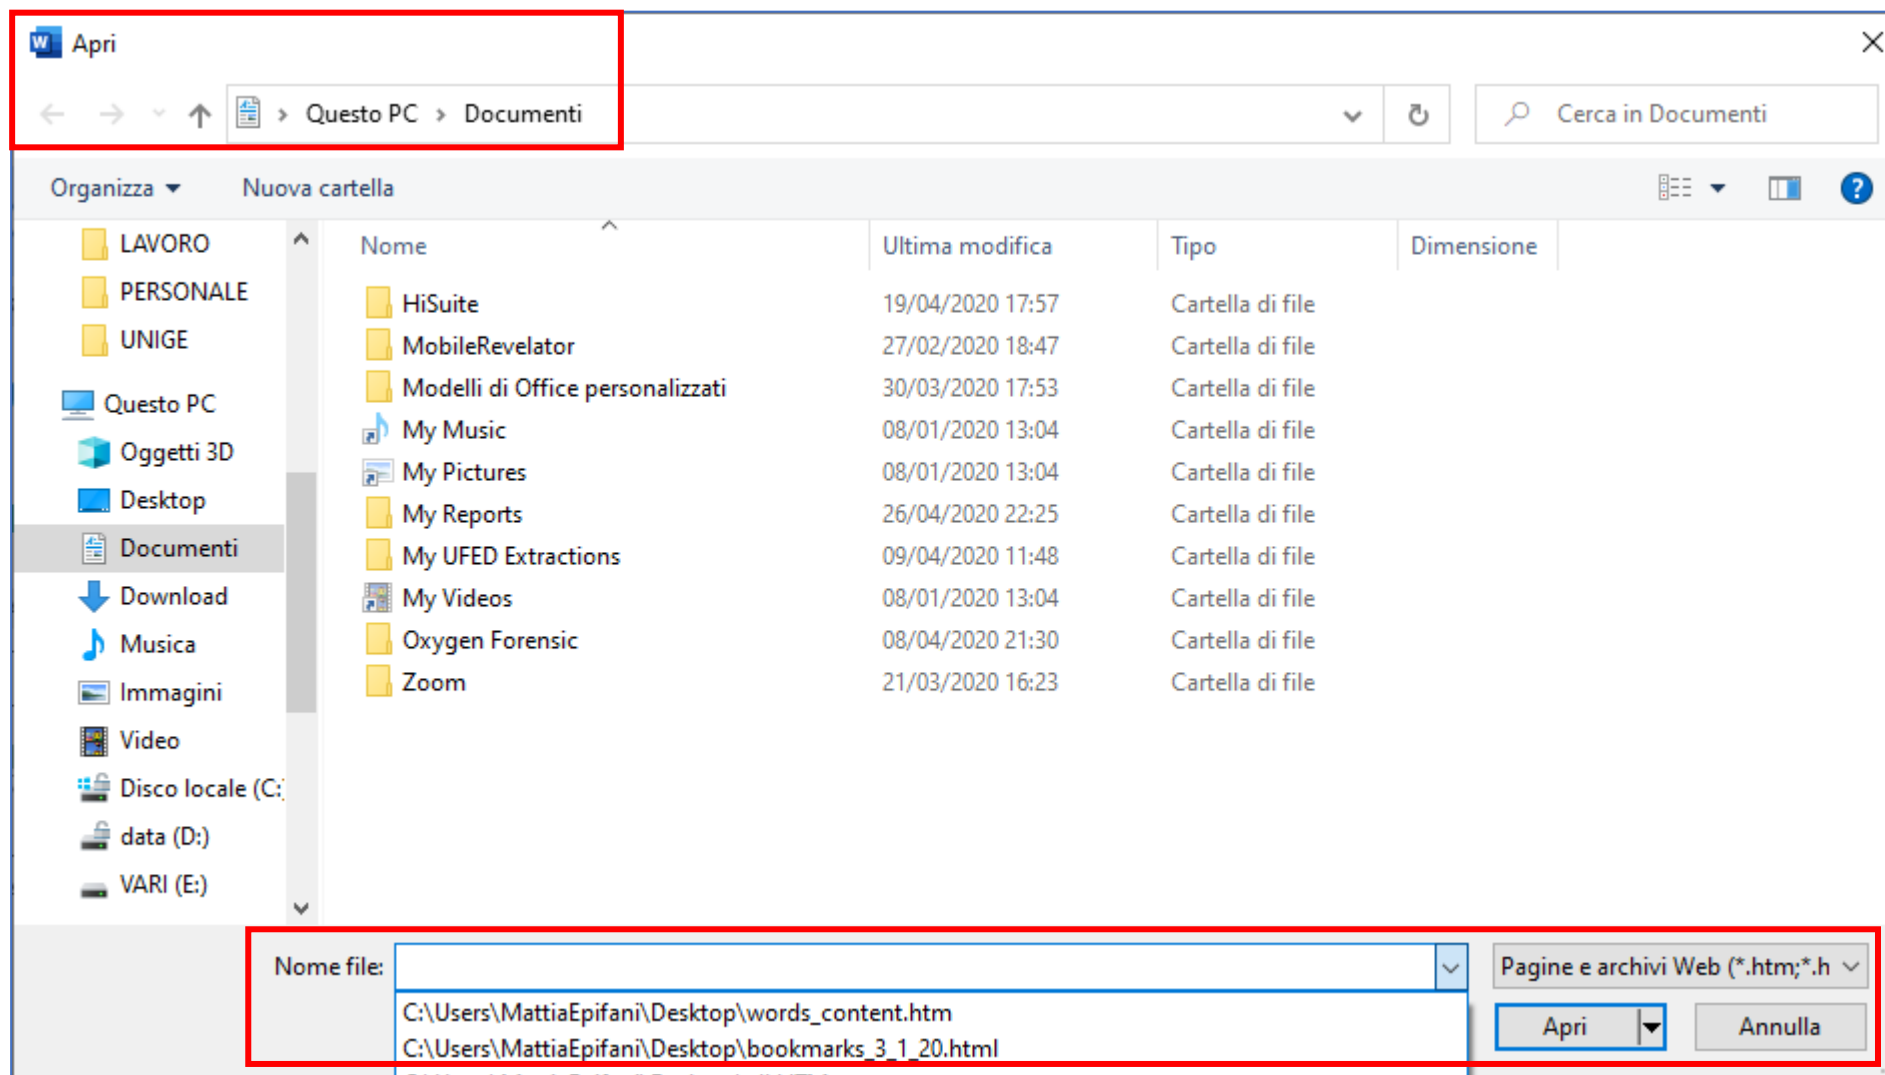 Apri
Questo PC > Documenti
Cerca in Documenti
Organizza
Nuova cartella
LAVORO
PERSONALE
UNIGE
Questo PC
Oggetti 3D
Desktop
Documenti
Download
Musica
Immagini
Video
Disco locale (C:
data (D:)
VARI (E:)
Nome Ultima modifica Tipo Dimensione
HiSuite 19/04/2020 17:57 Cartella di file
MobileRevelator 27/02/2020 18:47 Cartella di file
Modelli di Office personalizzati 30/03/2020 17:53 Cartella di file
My Music 08/01/2020 13:04 Cartella di file
My Pictures 08/01/2020 13:04 Cartella di file
My Reports 26/04/2020 22:25 Cartella di file
My UFED Extractions 09/04/2020 11:48 Cartella di file
My Videos 08/01/2020 13:04 Cartella di file
Oxygen Forensic 08/04/2020 21:30 Cartella di file
Zoom 21/03/2020 16:23 Cartella di file
Nome file:
Pagine e archivi Web (*.htm;*.h
C:\Users\MattiaEpifani\Desktop\words_content.htm
C:\Users\MattiaEpifani\Desktop\bookmarks_3_1_20.html
Apri
Annulla